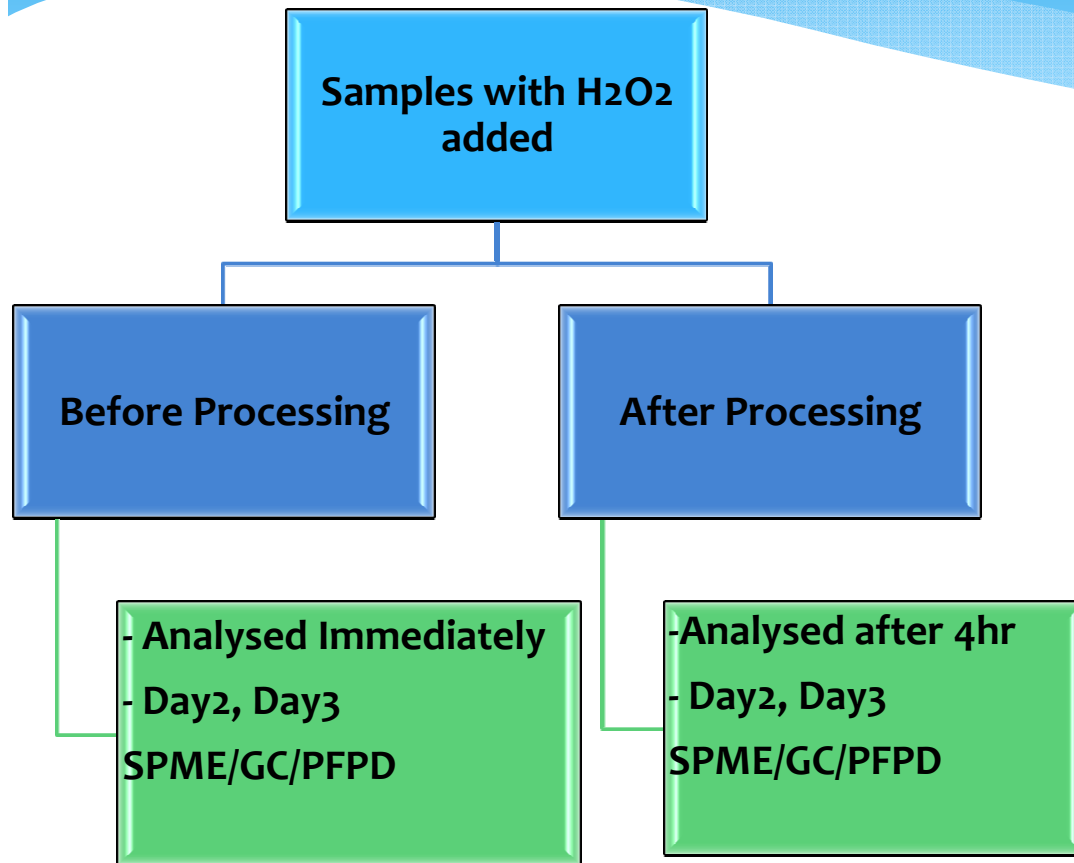 Samples with H2O2
added
Before Processing
After Processing
- Analysed Immediately
- Day2, Day3
SPME/GC/PFPD
-Analysed after 4hr
- Day2, Day3
SPME/GC/PFPD